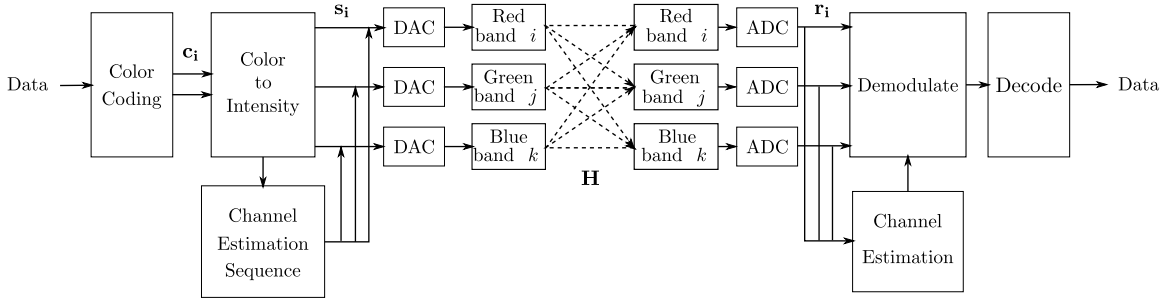 Data
Color
Coding
c_i
Color
to
Intensity
s_i
Channel
Estimation
Sequence
DAC
DAC
DAC
Red
band i
Green
band j
Blue
band k
H
Red
band i
Green
band j
Blue
band k
ADC
ADC
ADC
r_i
Demodulate
Channel
Estimation
Decode
Data